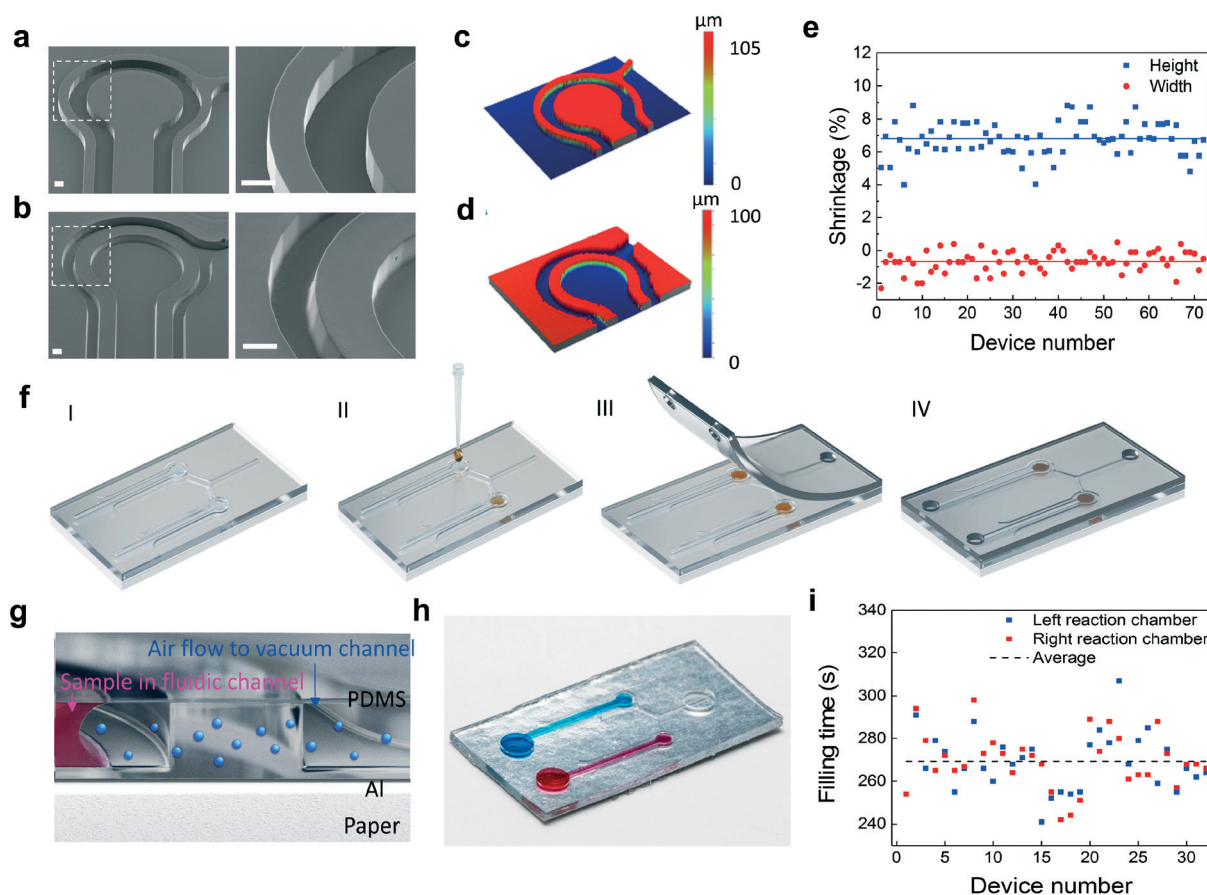 a
b
c
µm
105
0
d
µm
100
0
e
12
10
8
6
4
2
0
-2
Shrinkage (%)
Height
Width
0
10
20
30
40
50
60
70
Device number
f
I
II
III
IV
g
Air flow to vacuum channel
Sample in fluidic channel
PDMS
Al
Paper
h
i
340
320
300
280
260
240
Filling time (s)
Left reaction chamber
Right reaction chamber
Average
0
5
10
15
20
25
30
Device number